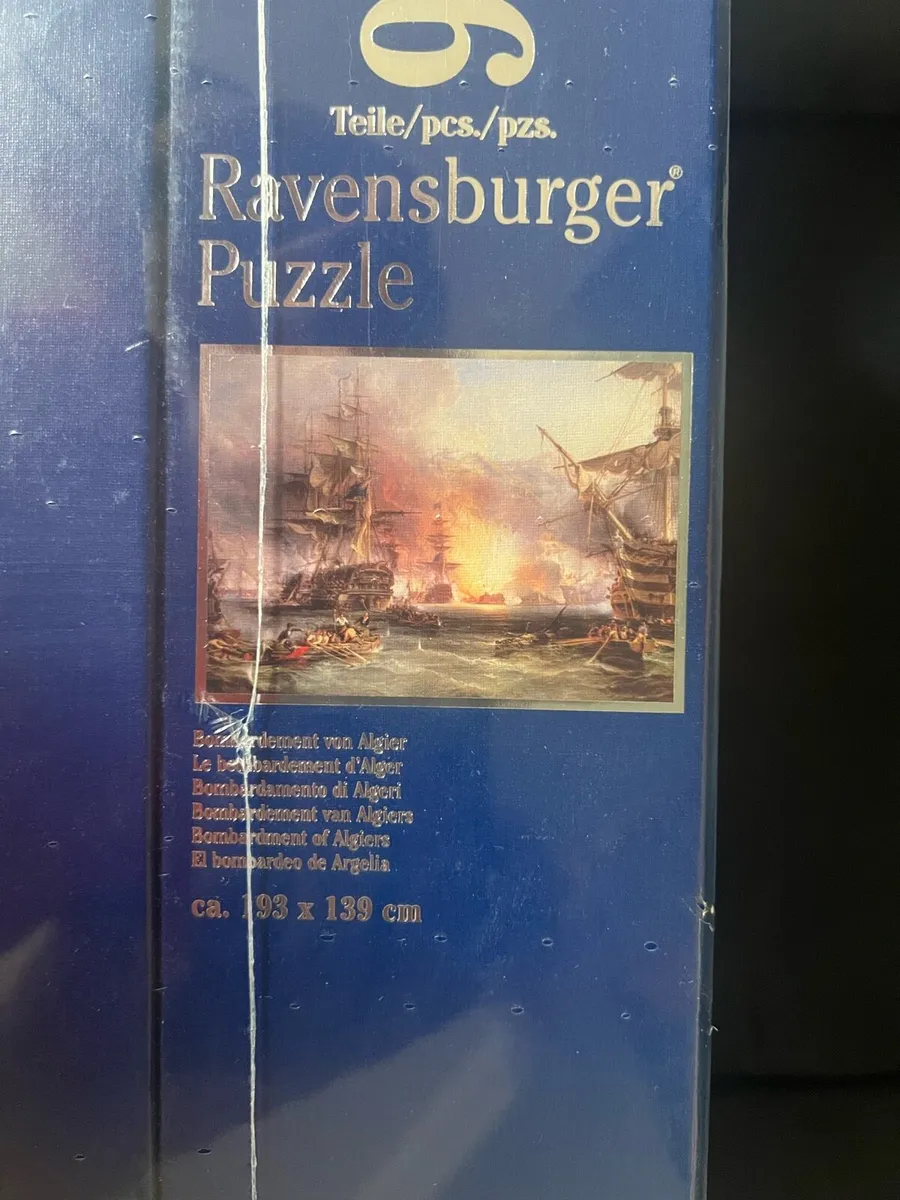 9
Teile/pcs./pzs.
Ravensburger®
Puzzle
Bombardement von Algier
Le bombardement d'Alger
Bombardamento di Algeri
Bombardement van Algiers
Bombardment of Algiers
El bombardeo de Argelia
ca. 193 x 139 cm